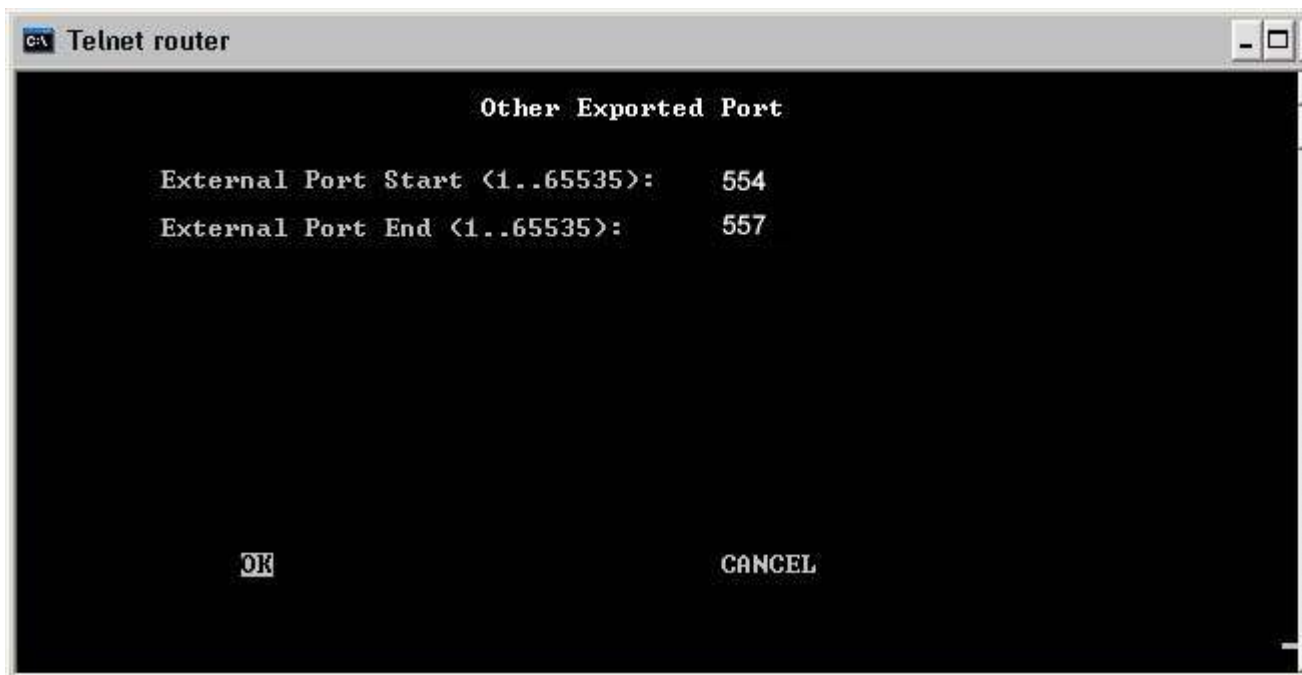 Telnet router
Other Exported Port
External Port Start (1..65535): 554
External Port End (1..65535): 557
OK CANCEL